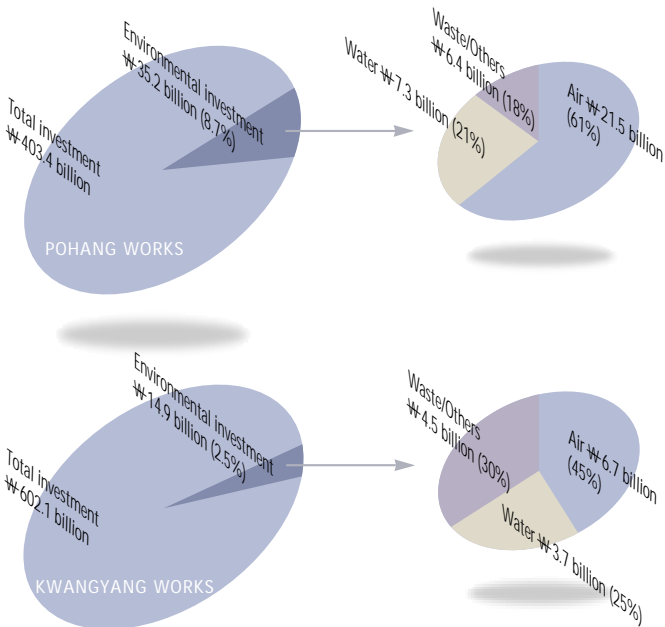 Total investment
₩403.4 billion
Environmental investment
₩35.2 billion (8.7%)
POHANG WORKS
Waste/Others
₩6.4 billion (18%)
Water ₩7.3 billion (21%)
Air ₩21.5 billion
(61%)
Total investment
₩602.1 billion
Environmental investment
₩14.9 billion (2.5%)
KWANGYANG WORKS
Waste/Others
₩4.5 billion (30%)
Air ₩6.7 billion
(45%)
Water ₩3.7 billion (25%)